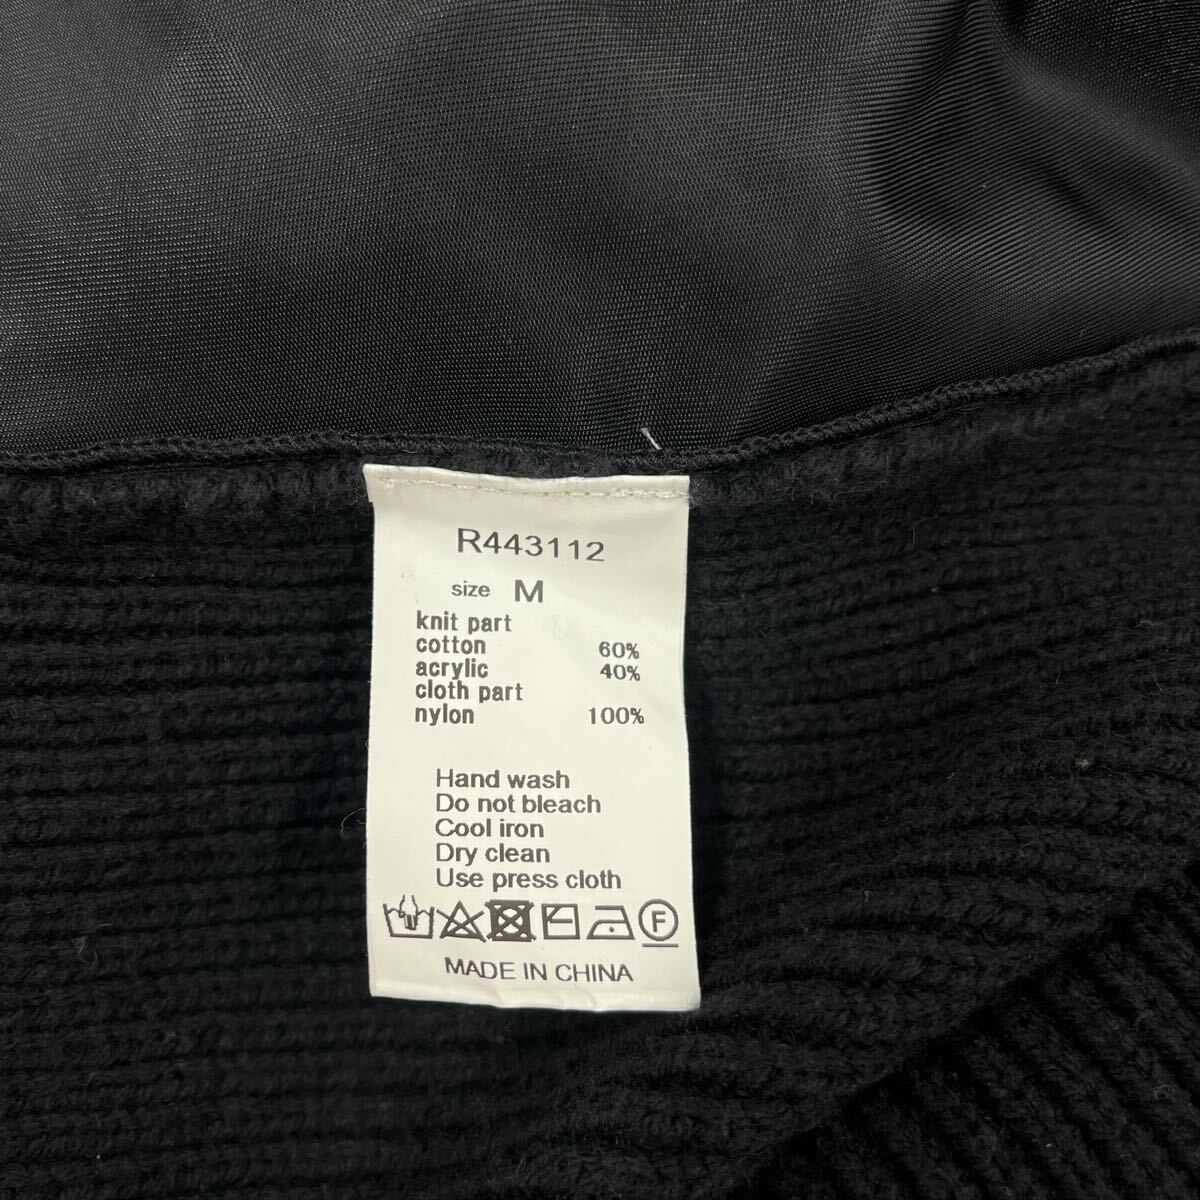 R443112
size M
knit part
cotton 60%
acrylic 40%
cloth part
nylon 100%
Hand wash
Do not bleach
Cool iron
Dry clean
Use press cloth
F
MADE IN CHINA